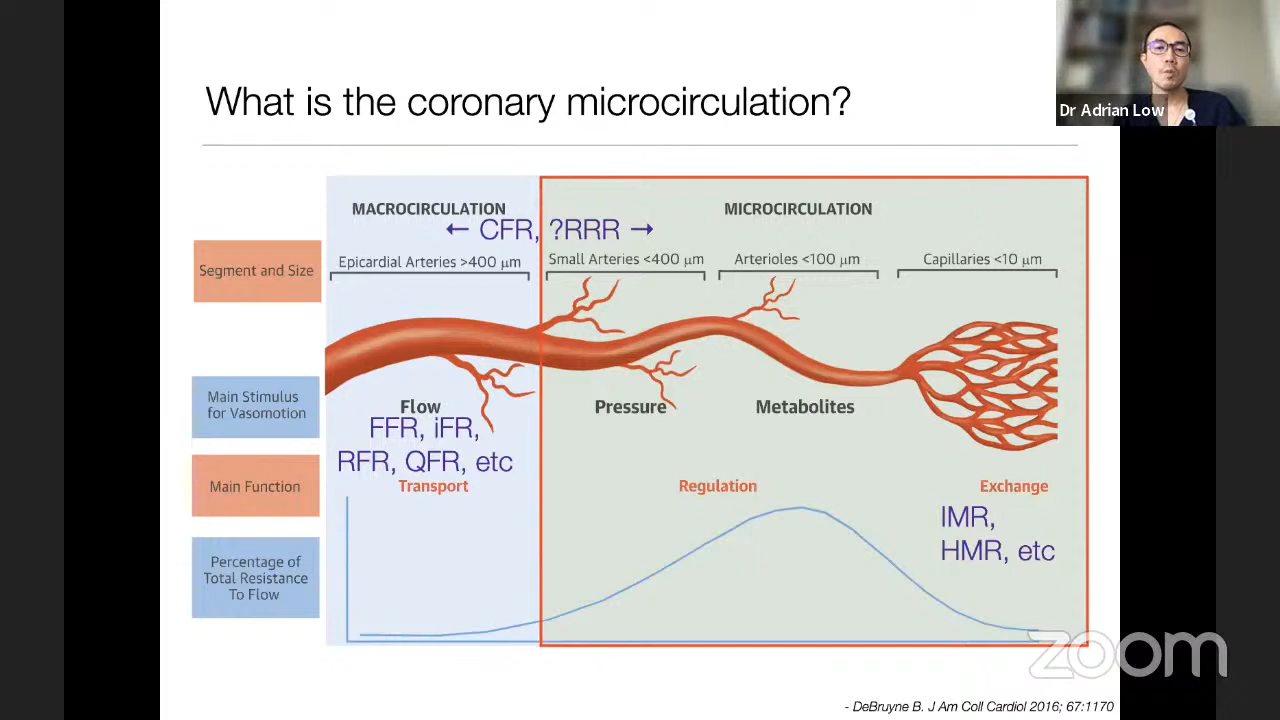 What is the coronary microcirculation?
Dr Adrian Low
MACROCIRCULATION
MICROCIRCULATION
← CFR, ?RRR →
Segment and Size
Epicardial Arteries >400 μm
Small Arteries <400 μm
Arterioles <100 μm
Capillaries <10 μm
Main Stimulus
for Vasomotion
Flow
Pressure
Metabolites
FFR, iFR,
RFR, QFR, etc
Main Function
Transport
Regulation
Exchange
IMR,
HMR, etc
Percentage of
Total Resistance
To Flow
zoom
- DeBruyne B. J Am Coll Cardiol 2016; 67:1170